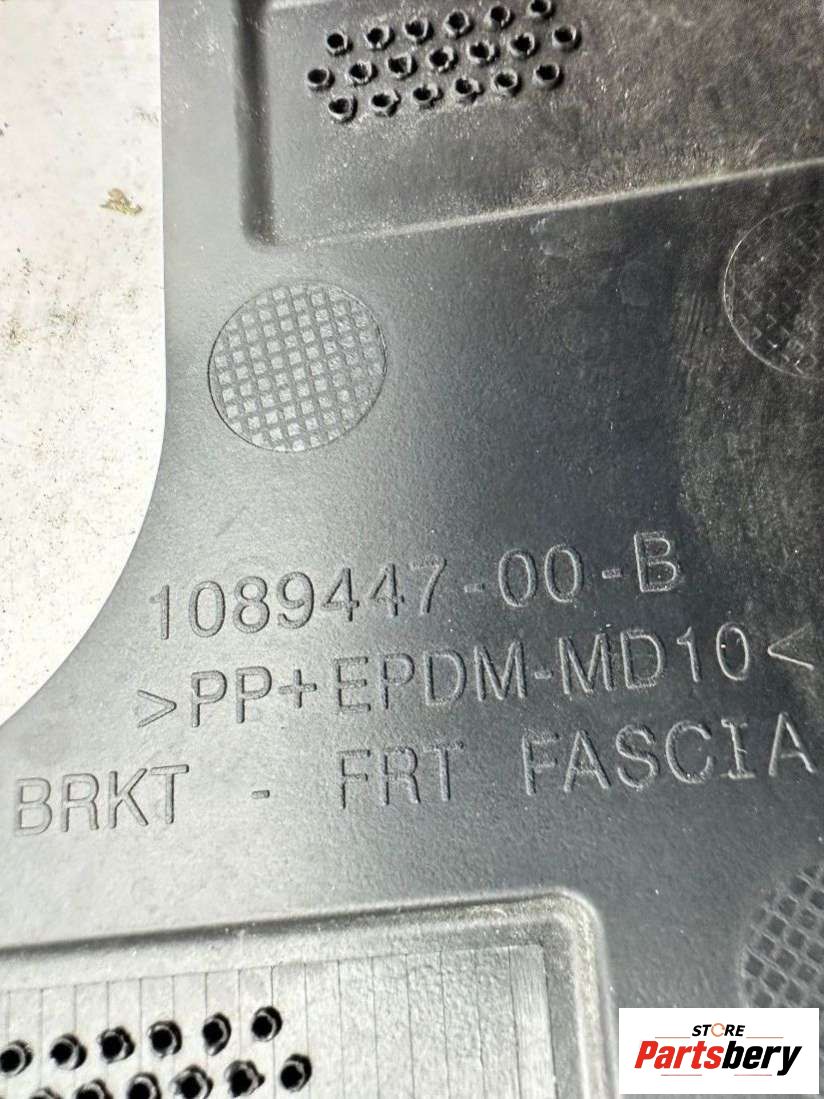 1089447-00-B
>PP+EPDM-MD10<
BRKT - FRT FASCIA
STORE
Partsbery